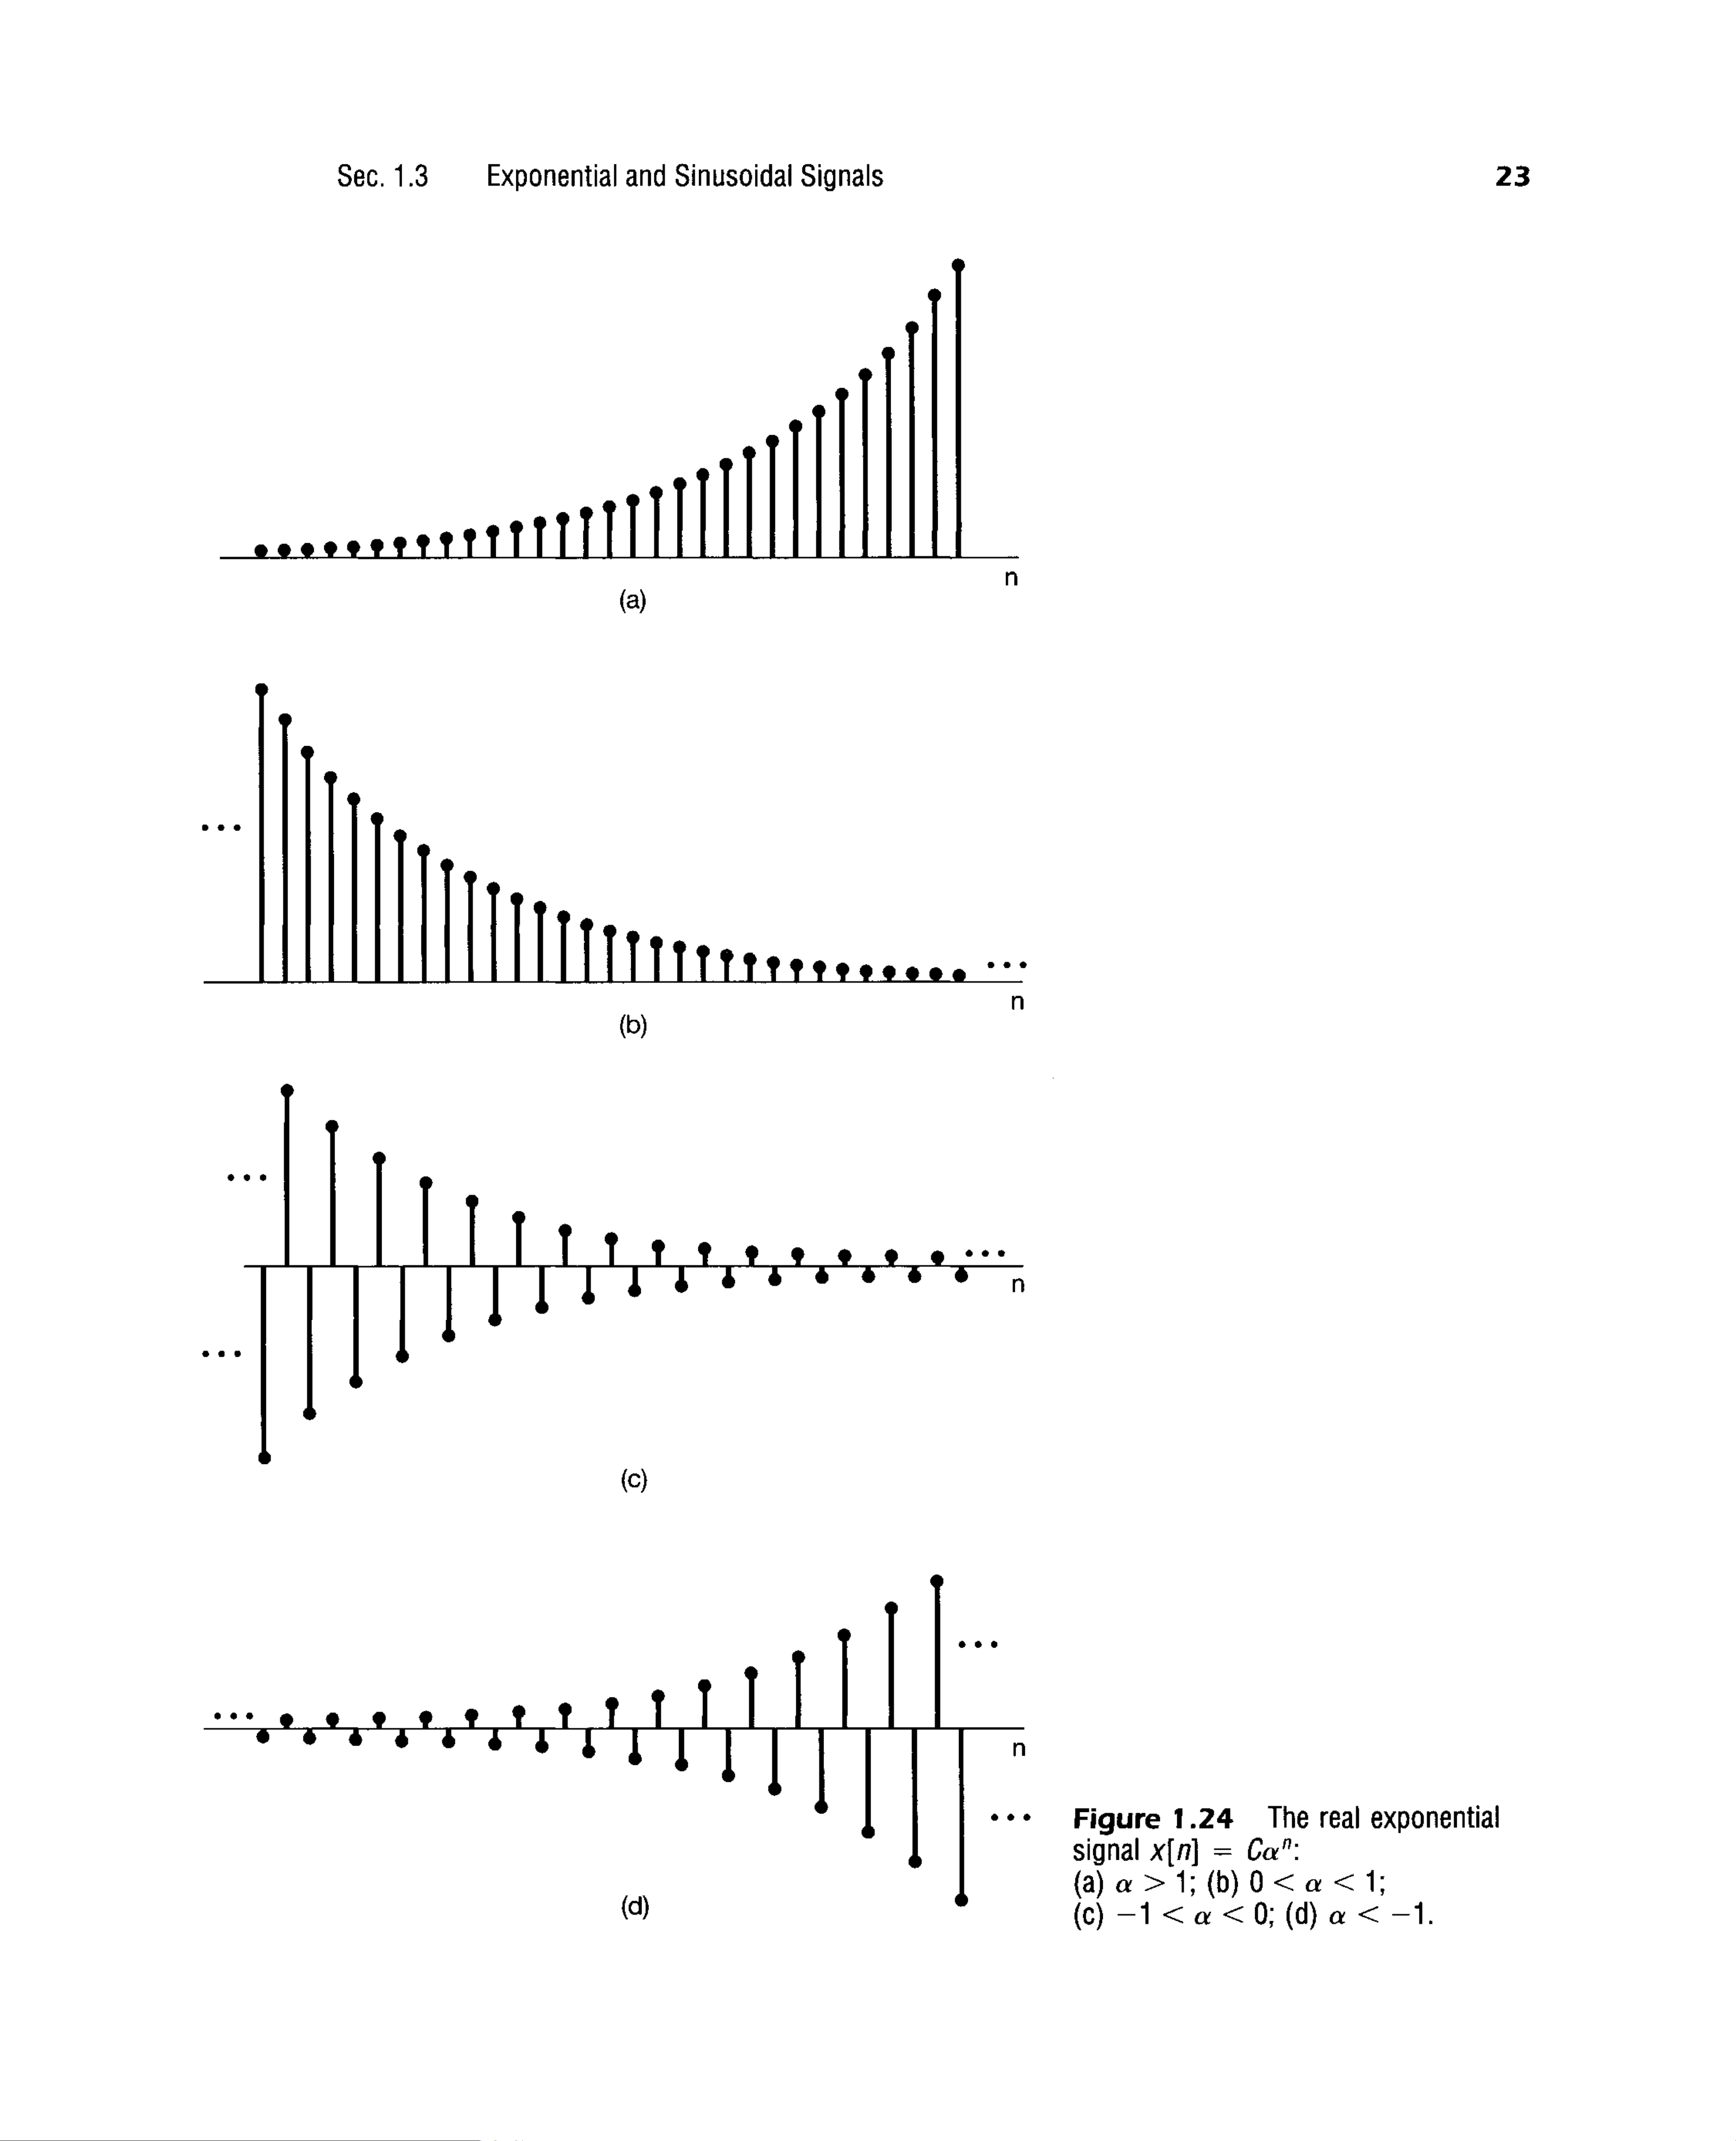 Sec. 1.3 Exponential and Sinusoidal Signals 23
n
(a)
• • •
• • •
n
(b)
• • •
• • •
n
• • •
(c)
• • •
• • •
n
• • •
(d)
Figure 1.24 The real exponential
signal x[n] = Cαⁿ:
(a) α > 1; (b) 0 < α < 1;
(c) −1 < α < 0; (d) α < −1.